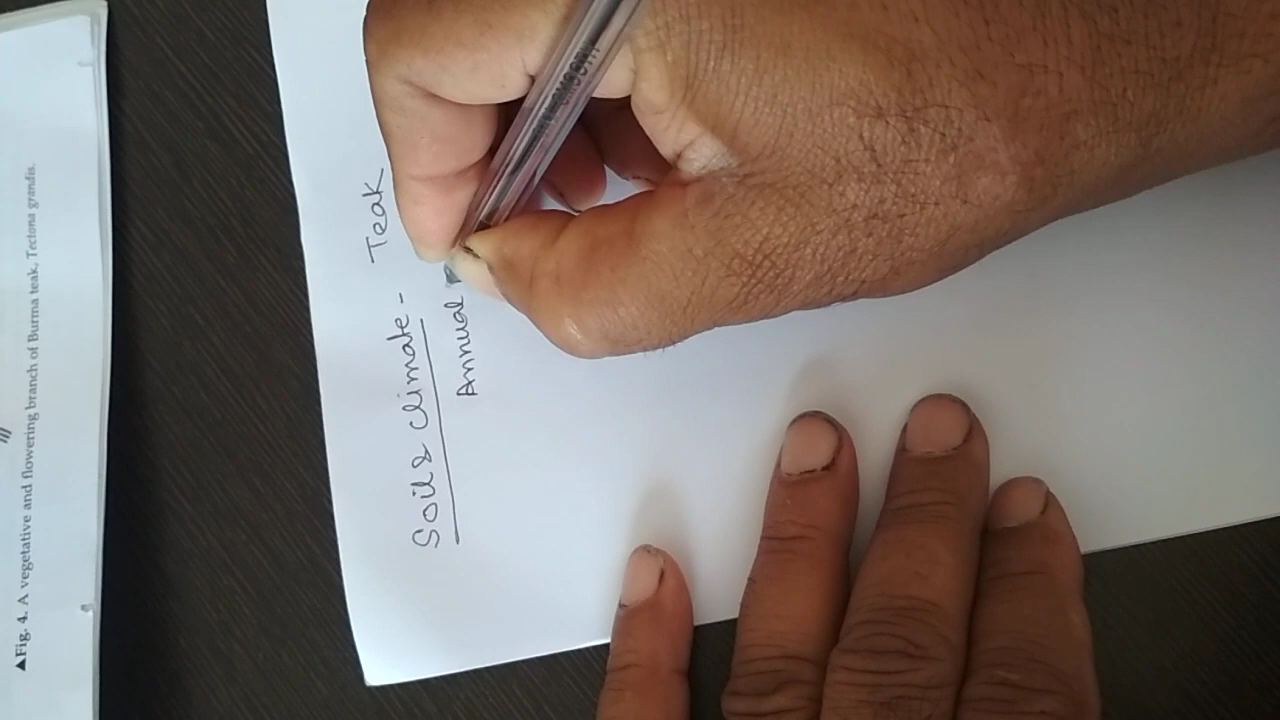 Teak
Soil & climate -
Annual
▲Fig. 4. A vegetative and flowering branch of Burma teak, Tectona grandis.